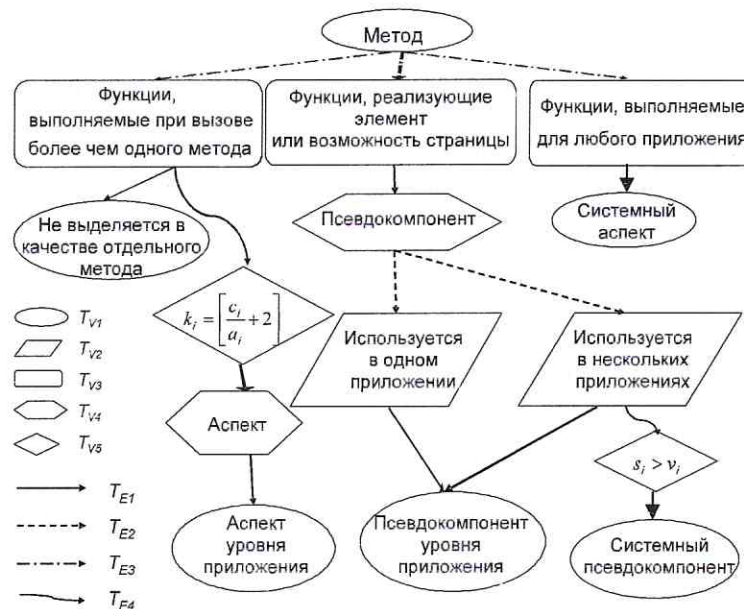 Метод
Функции,
выполняемые при вызове
более чем одного метода
Функции, реализующие
элемент
или возможность страницы
Функции, выполняемые
для любого приложения
Не выделяется в
качестве отдельного
метода
Псевдокомпонент
Системный
аспект
k_i = [c_i/a_i + 2]
Используется
в одном
приложении
Используется
в нескольких
приложениях
Аспект
s_i > v_i
Аспект
уровня
приложения
Псевдокомпонент
уровня
приложения
Системный
псевдокомпонент
T_V1
T_V2
T_V3
T_V4
T_V5
T_E1
T_E2
T_E3
T_E4